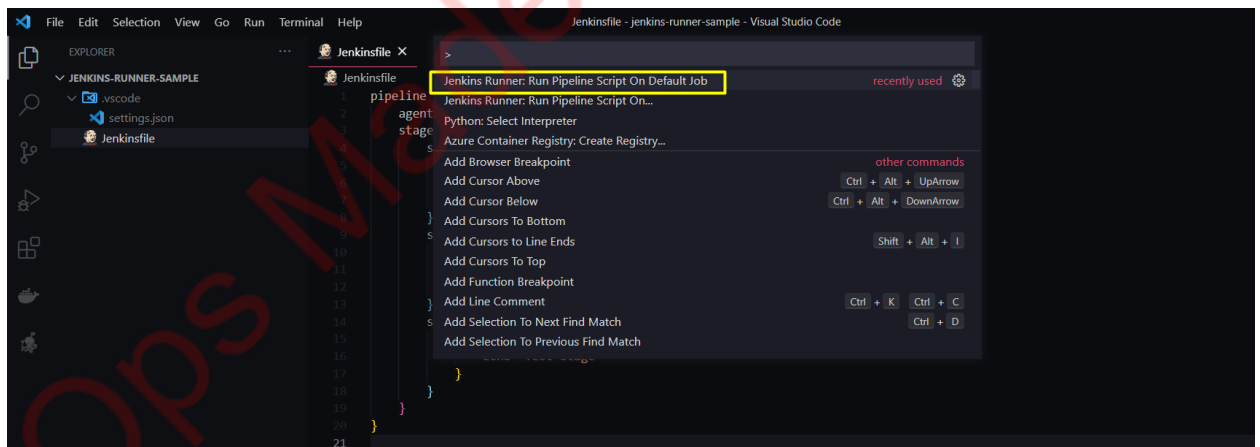 File Edit Selection View Go Run Terminal Help Jenkinsfile - jenkins-runner-sample - Visual Studio Code
EXPLORER ...
JENKINS-RUNNER-SAMPLE
.vscode
settings.json
Jenkinsfile
Jenkinsfile
Jenkinsfile
>
Jenkins Runner: Run Pipeline Script On Default Job recently used
Jenkins Runner: Run Pipeline Script On...
Python: Select Interpreter
Azure Container Registry: Create Registry...
Add Browser Breakpoint other commands
Add Cursor Above Ctrl + Alt + UpArrow
Add Cursor Below Ctrl + Alt + DownArrow
Add Cursors To Bottom
Add Cursors to Line Ends Shift + Alt + I
Add Cursors To Top
Add Function Breakpoint
Add Line Comment Ctrl + K Ctrl + C
Add Selection To Next Find Match Ctrl + D
Add Selection To Previous Find Match
1 pipeline
2 agent
3 stage
4 s
5
6
7
8 }
9 s
10
11
12
13 }
14 s
15
16
17 }
18 }
19 }
20 }
21
Ops